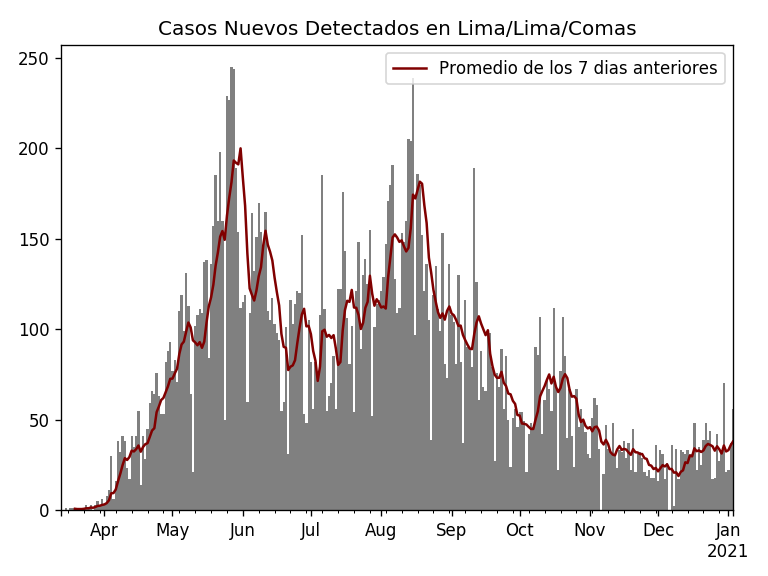 Casos Nuevos Detectados en Lima/Lima/Comas
Promedio de los 7 dias anteriores
250
200
150
100
50
0
Apr May Jun Jul Aug Sep Oct Nov Dec Jan
2021